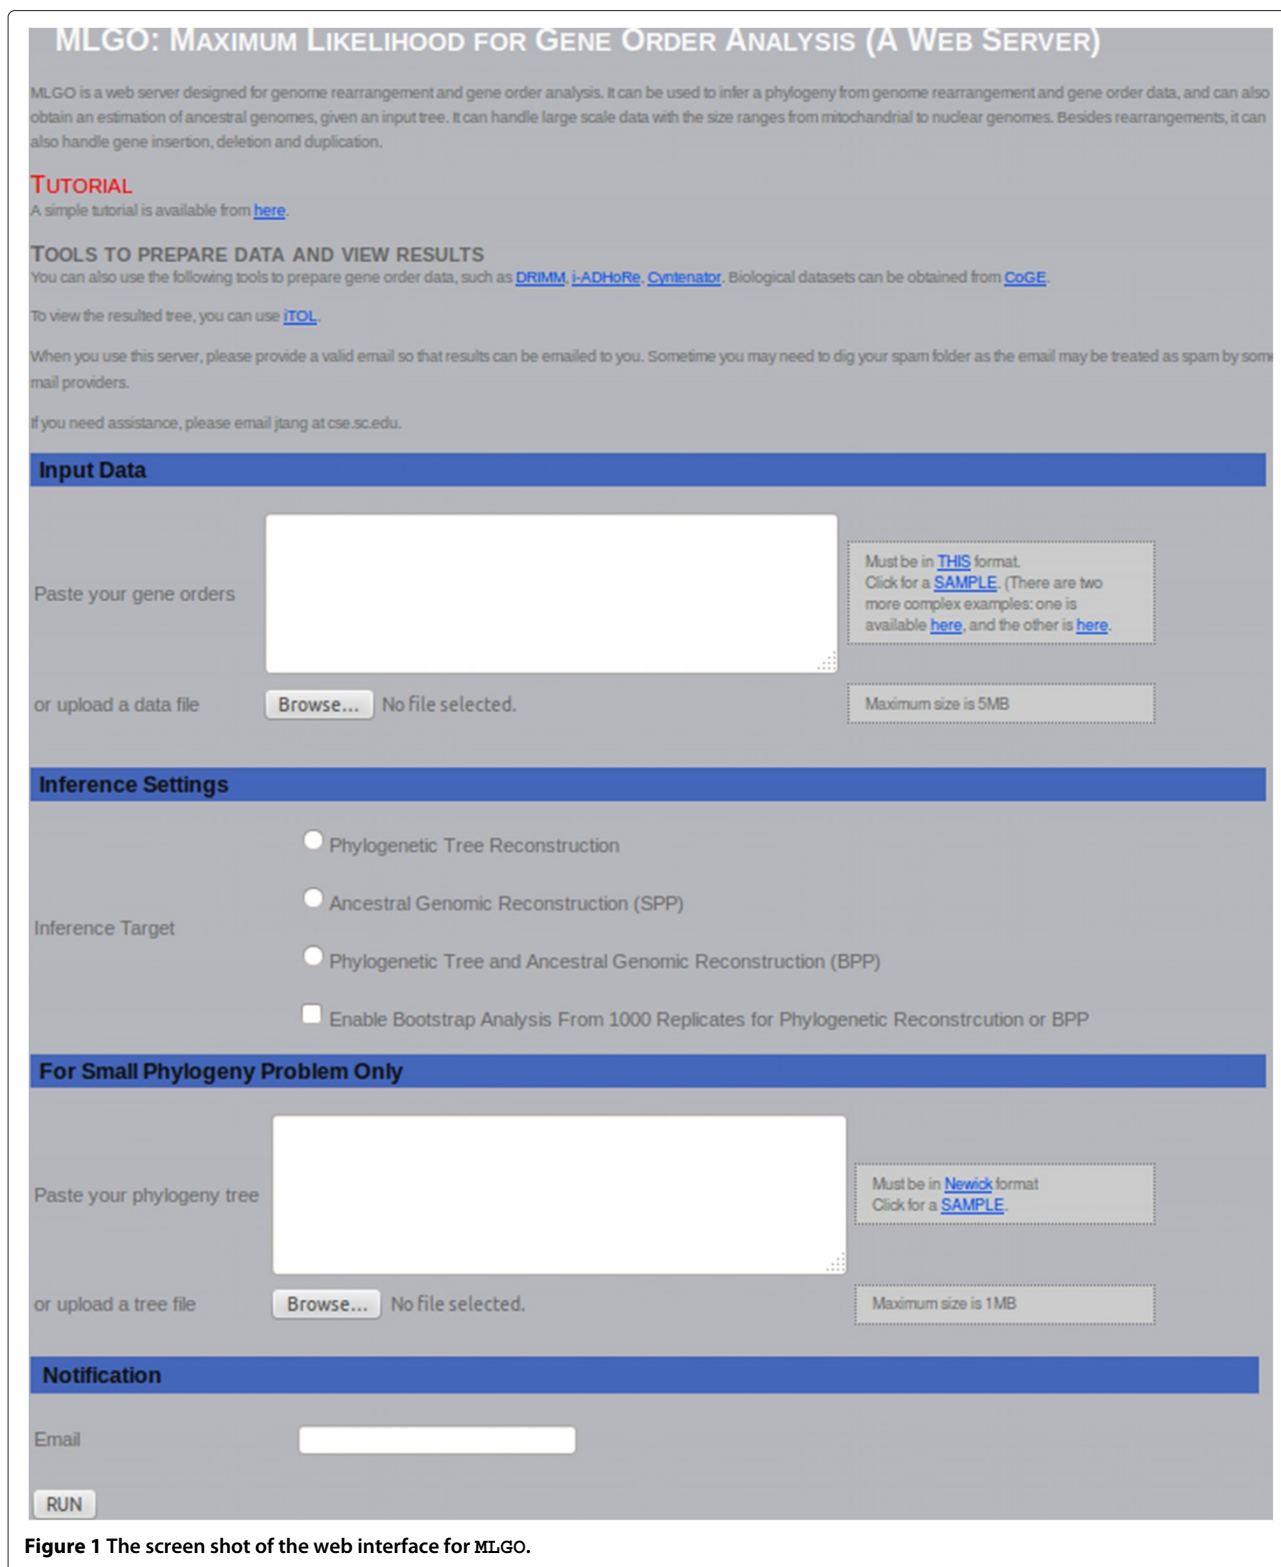 MLGO: MAXIMUM LIKELIHOOD FOR GENE ORDER ANALYSIS (A WEB SERVER)
MLGO is a web server designed for genome rearrangement and gene order analysis. It can be used to infer a phylogeny from genome rearrangement and gene order data, and can also
obtain an estimation of ancestral genomes, given an input tree. It can handle large scale data with the size ranges from mitochandrial to nuclear genomes. Besides rearrangements, it can
also handle gene insertion, deletion and duplication.
TUTORIAL
A simple tutorial is available from here.
TOOLS TO PREPARE DATA AND VIEW RESULTS
You can also use the following tools to prepare gene order data, such as DRIMM, i-ADHoRe, Cyntenator. Biological datasets can be obtained from CoGE.
To view the resulted tree, you can use iTOL.
When you use this server, please provide a valid email so that results can be emailed to you. Sometime you may need to dig your spam folder as the email may be treated as spam by some
mail providers.
If you need assistance, please email jtang at cse.sc.edu.
Input Data
Paste your gene orders
Must be in THIS format.
Click for a SAMPLE. (There are two
more complex examples: one is
available here, and the other is here.
or upload a data file Browse... No file selected. Maximum size is 5MB
Inference Settings
Inference Target
Phylogenetic Tree Reconstruction
Ancestral Genomic Reconstruction (SPP)
Phylogenetic Tree and Ancestral Genomic Reconstruction (BPP)
Enable Bootstrap Analysis From 1000 Replicates for Phylogenetic Reconstrcution or BPP
For Small Phylogeny Problem Only
Paste your phylogeny tree
Must be in Newick format
Click for a SAMPLE.
or upload a tree file Browse... No file selected. Maximum size is 1MB
Notification
Email
RUN
Figure 1 The screen shot of the web interface for MLGO.